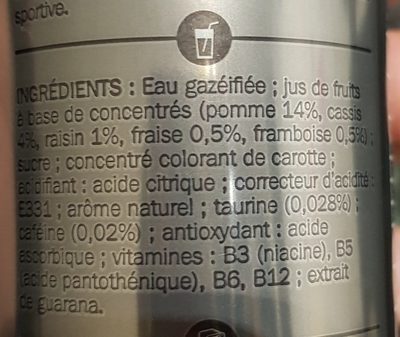 sportive.
INGRÉDIENTS : Eau gazéifiée ; jus de fruits
à base de concentrés (pomme 14%, cassis
4%, raisin 1%, fraise 0,5%, framboise 0,5%) ;
sucre ; concentré colorant de carotte ;
acidifiant : acide citrique ; correcteur d'acidité :
E331 ; arôme naturel ; taurine (0,028%) ;
caféine (0,02%) ; antioxydant : acide
ascorbique ; vitamines : B3 (niacine), B5
(acide pantothénique), B6, B12 ; extrait
de guarana.